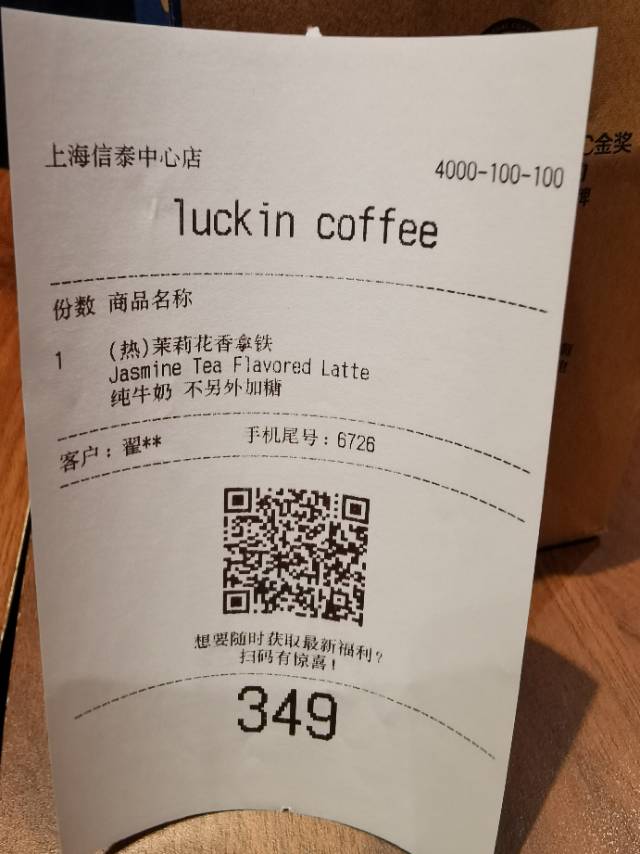 上海信泰中心店
4000-100-100
luckin coffee
份数 商品名称
1 (热)茉莉花香拿铁
Jasmine Tea Flavored Latte
纯牛奶 不另外加糖
客户：翟** 手机尾号：6726
想要随时获取最新福利?
扫码有惊喜!
349
C金奖